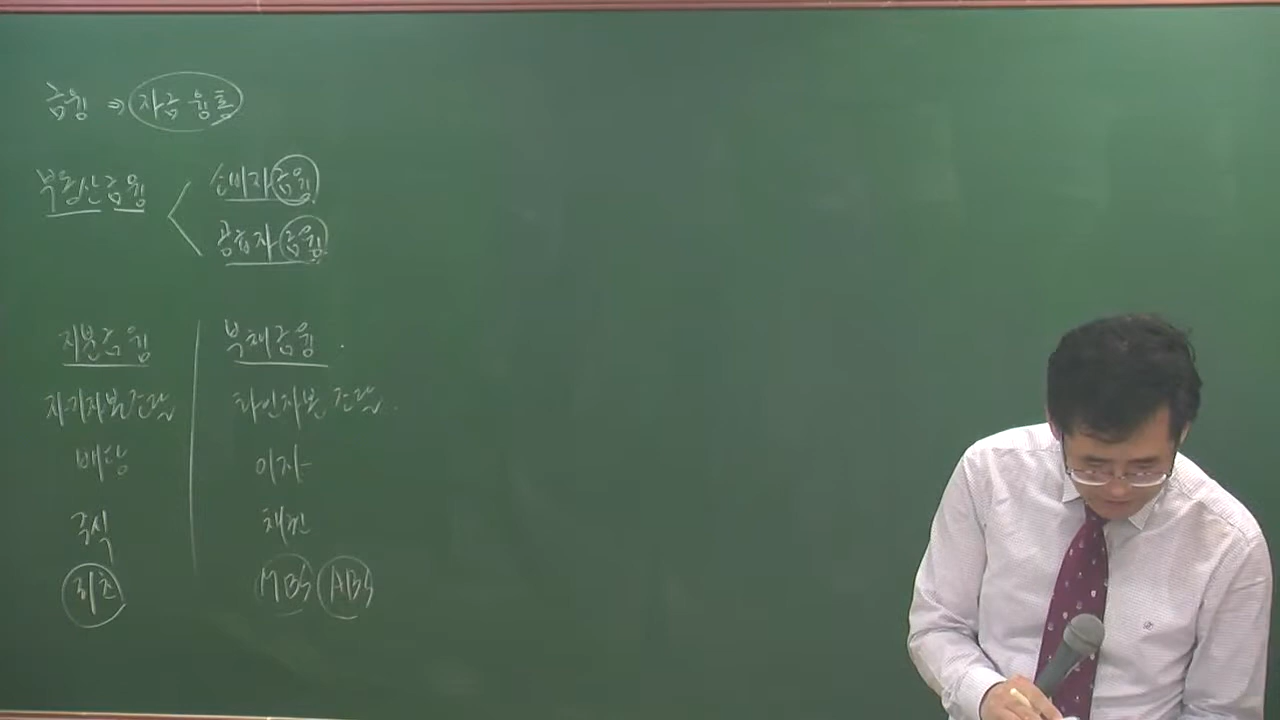 금융 ⇒ 자금 융통
부동산금융 < 소비자금융
공급자금융
지분금융 | 부채금융.
자기자본조달 | 타인자본 조달.
배당 | 이자
주식 | 채권
리츠 | MBS ABS